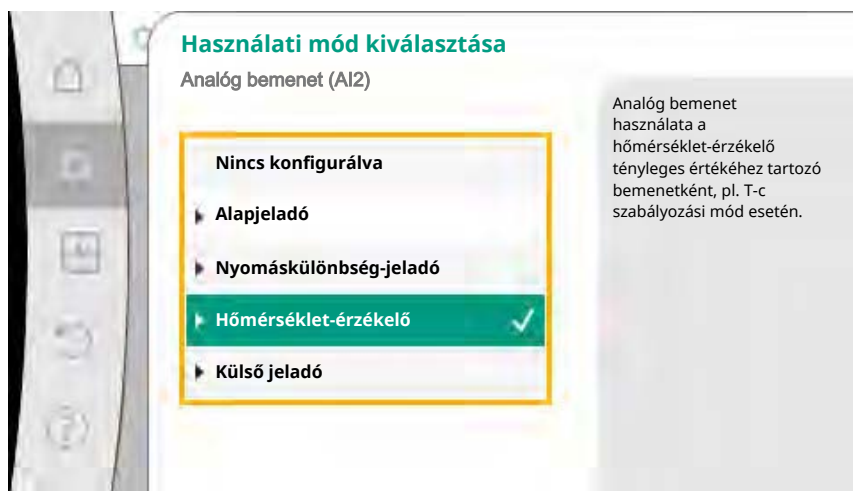 Használati mód kiválasztása
Analóg bemenet (AI2)
Nincs konfigurálva
Alapjeladó
Nyomáskülönbség-jeladó
Hőmérséklet-érzékelő
Külső jeladó
Analóg bemenet
használata a
hőmérséklet-érzékelő
tényleges értékéhez tartozó
bemenetként, pl. T-c
szabályozási mód esetén.